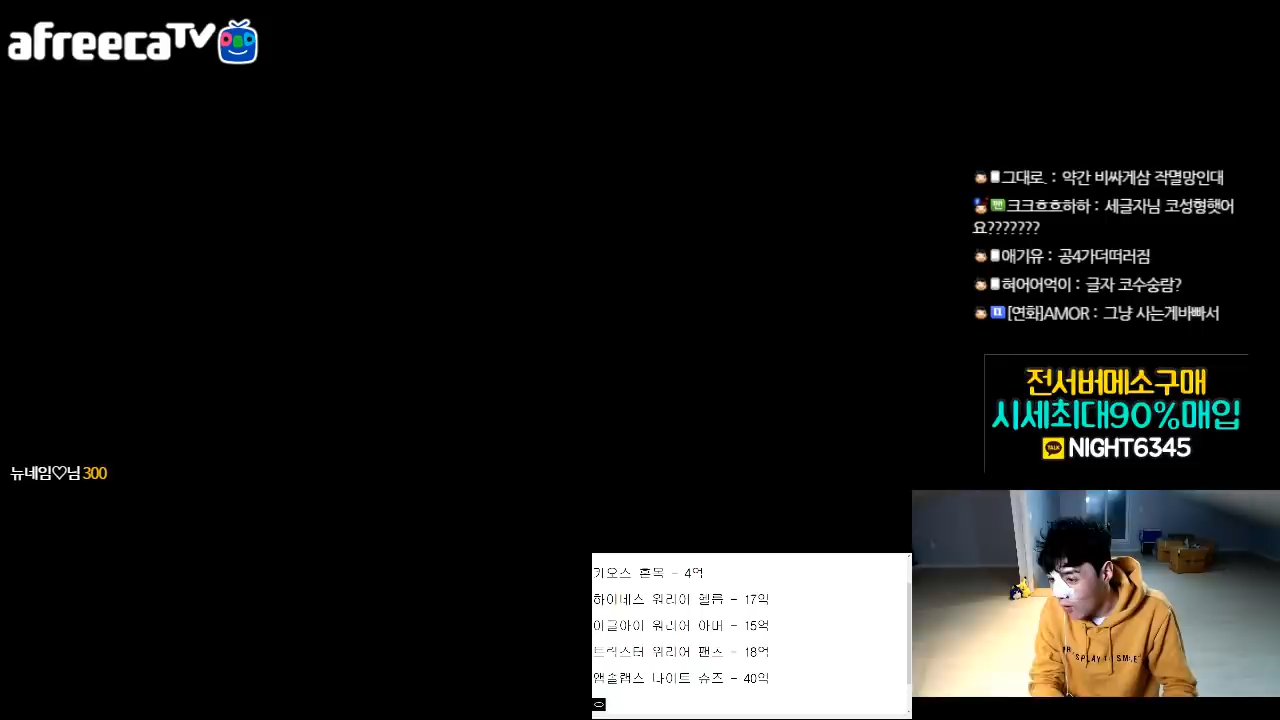 afreecaTV
그대로. : 약간 비싸게삼 작멸망인대
팬 크크흐흐하하 : 세글자님 코성형햇어
요???????
애기유 : 공4가더떠러짐
혀어어억이 : 글자 코수숭람?
[연화]AMOR : 그냥 사는게바빠서
전서버메소구매
시세최대90%매입
TALK NIGHT6345
뉴네임♡님 300
카오스 혼목 - 4억
하이네스 워리어 헬름 - 17억
이글아이 워리어 아머 - 15억
트릭스터 워리어 팬츠 - 18억
앱솔랩스 나이트 슈즈 - 40억
ㅇ